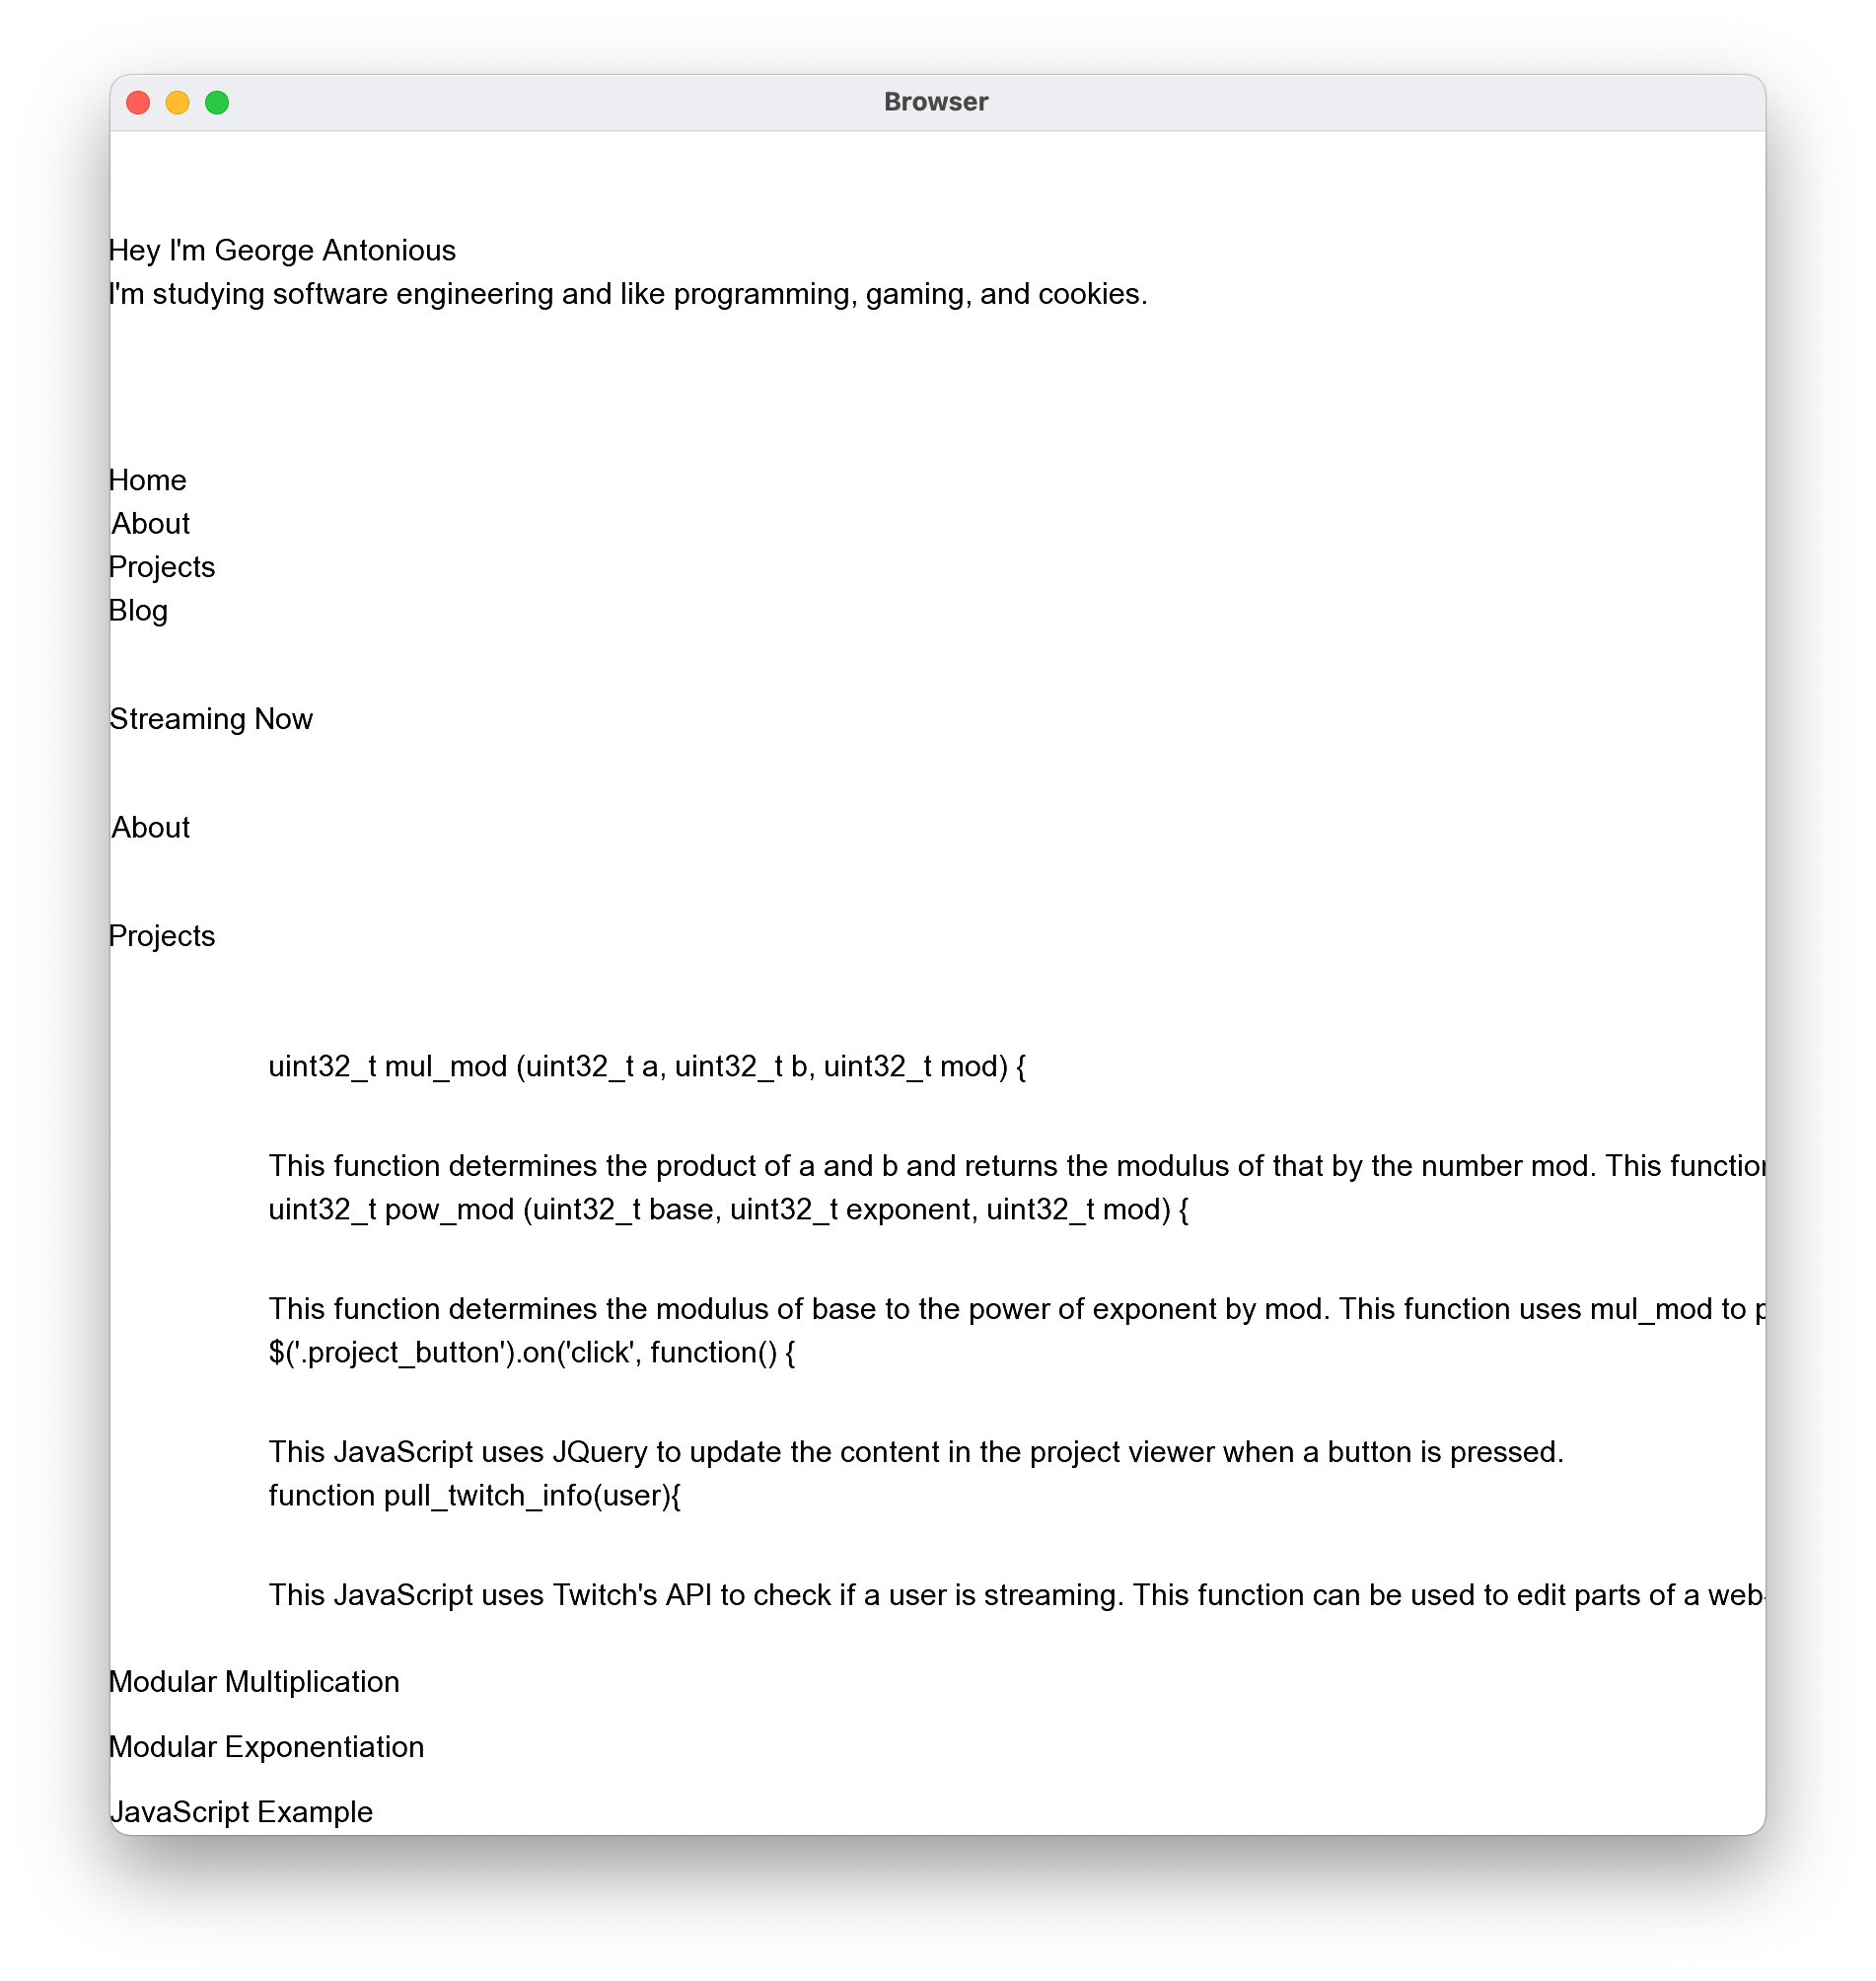 Browser
Hey I'm George Antonious
I'm studying software engineering and like programming, gaming, and cookies.
Home
About
Projects
Blog
Streaming Now
About
Projects
uint32_t mul_mod (uint32_t a, uint32_t b, uint32_t mod) {
This function determines the product of a and b and returns the modulus of that by the number mod. This function
uint32_t pow_mod (uint32_t base, uint32_t exponent, uint32_t mod) {
This function determines the modulus of base to the power of exponent by mod. This function uses mul_mod to p
$('.project_button').on('click', function() {
This JavaScript uses JQuery to update the content in the project viewer when a button is pressed.
function pull_twitch_info(user){
This JavaScript uses Twitch's API to check if a user is streaming. This function can be used to edit parts of a web-
Modular Multiplication
Modular Exponentiation
JavaScript Example